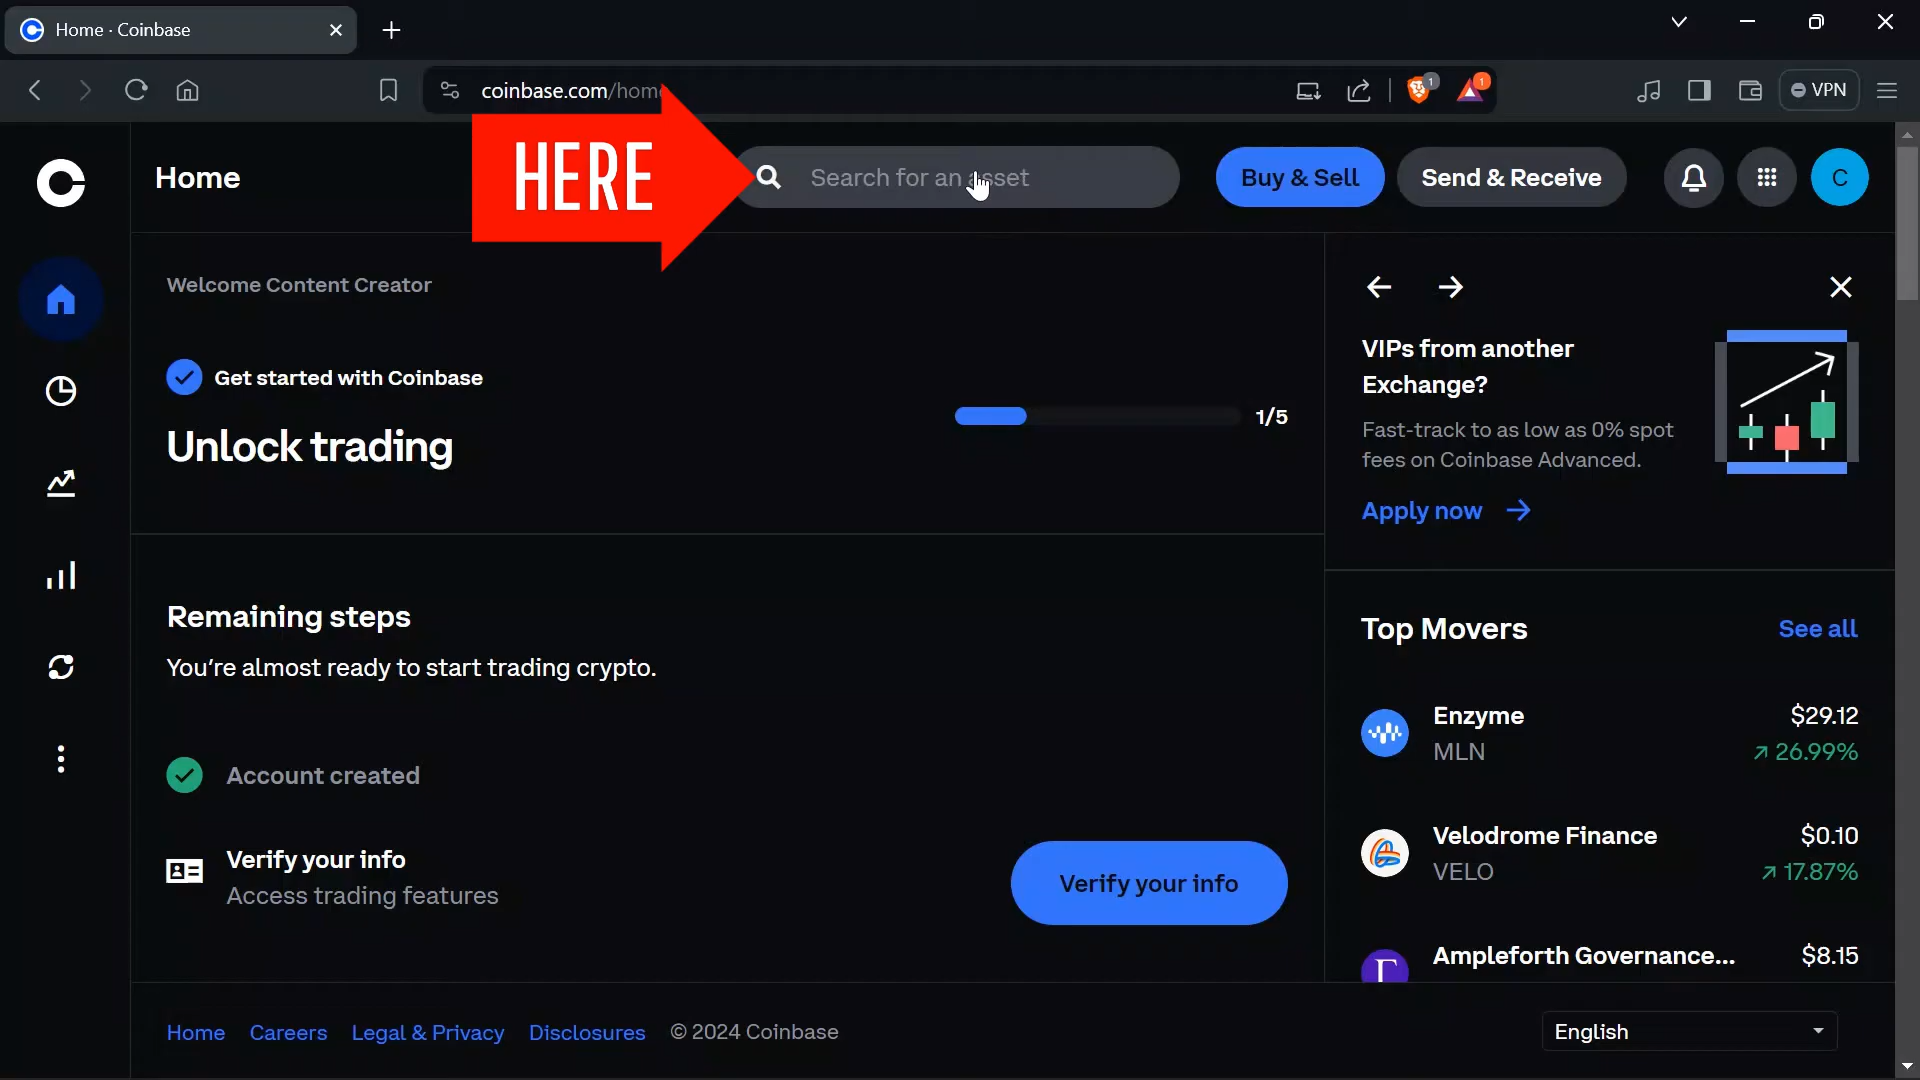 Home · Coinbase
coinbase.com/home
1
1
VPN
Home
HERE
Search for an asset
Buy & Sell
Send & Receive
C
Welcome Content Creator
Get started with Coinbase
Unlock trading
1/5
VIPs from another
Exchange?
Fast-track to as low as 0% spot
fees on Coinbase Advanced.
Apply now
Remaining steps
You're almost ready to start trading crypto.
Account created
Verify your info
Access trading features
Verify your info
Top Movers
See all
Enzyme
$29.12
MLN
26.99%
Velodrome Finance
$0.10
VELO
17.87%
Ampleforth Governance...
$8.15
Home
Careers
Legal & Privacy
Disclosures
© 2024 Coinbase
English